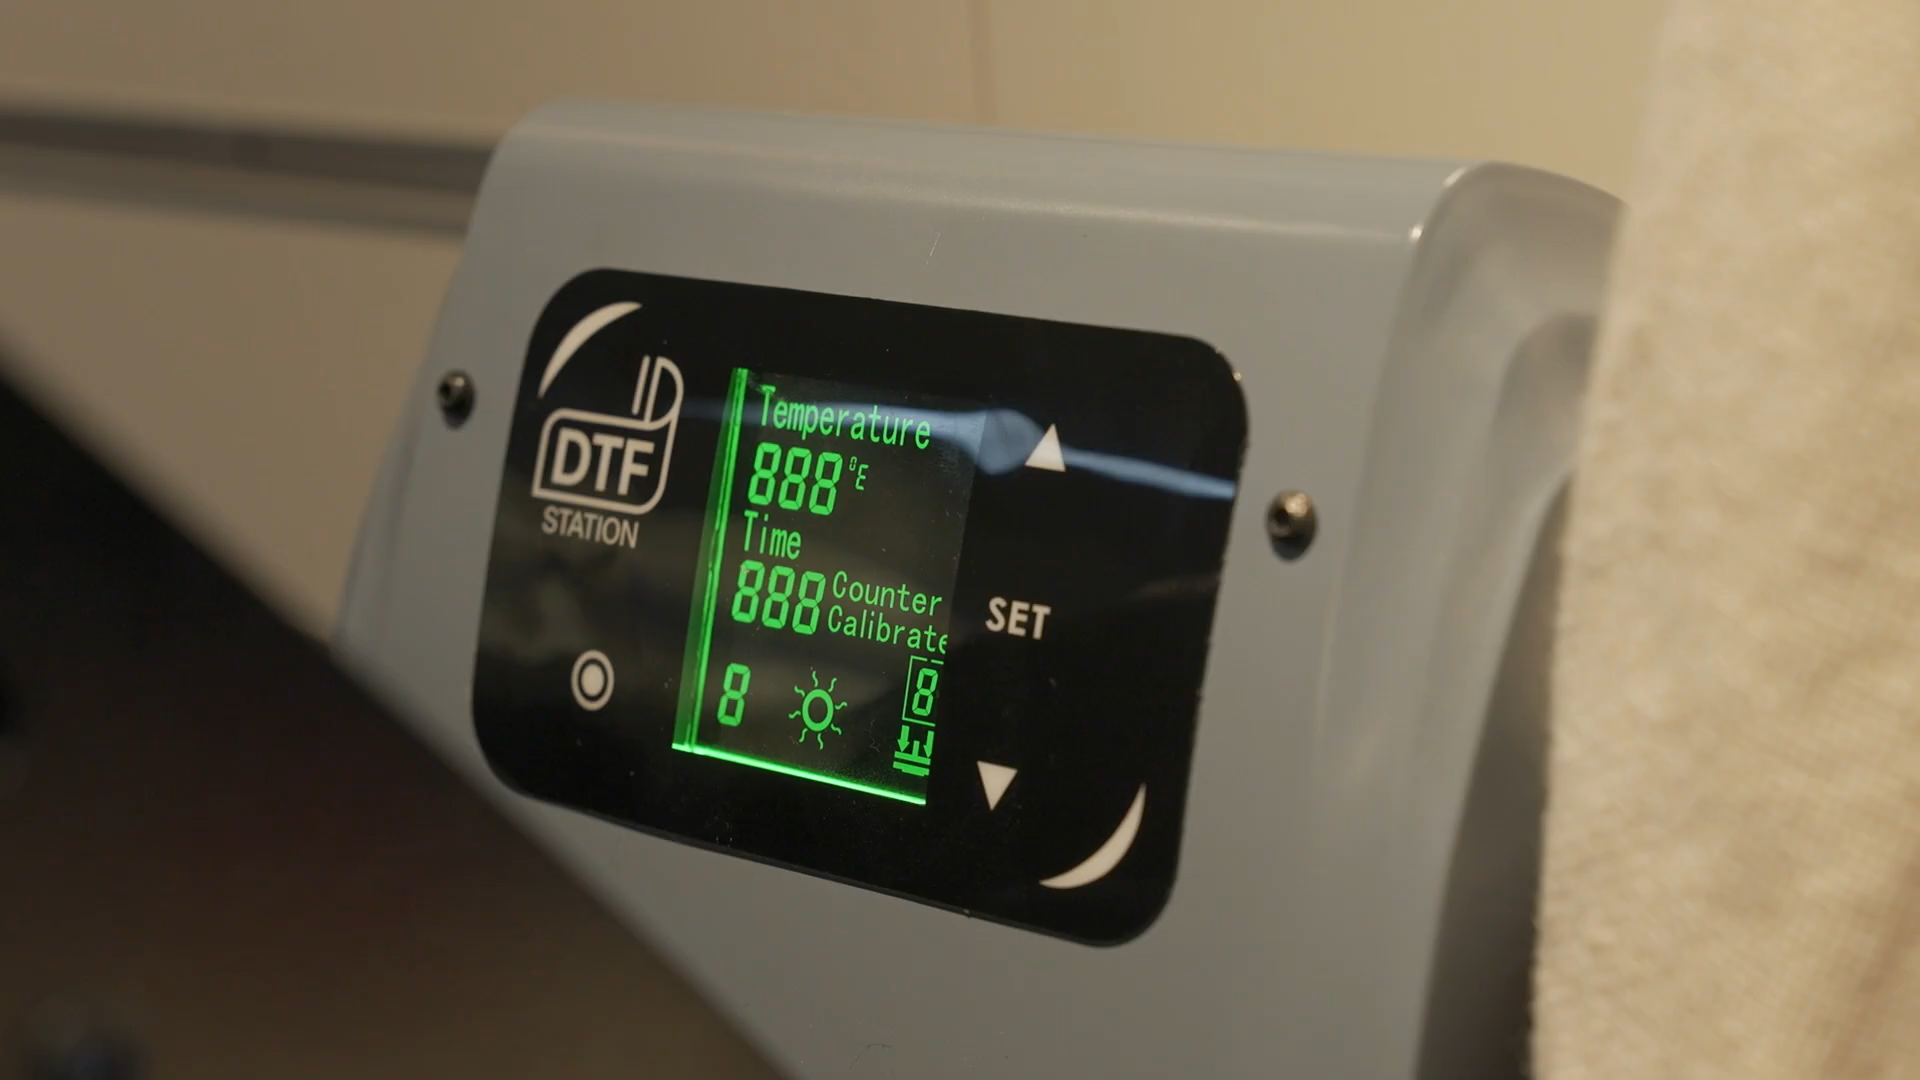 DTF
STATION
Temperature
888°E
Time
888
Counter
Calibrate
8
8
SET